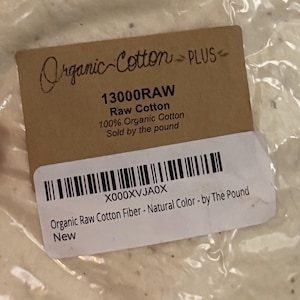 Organic Cotton PLUS
13000RAW
Raw Cotton
100% Organic Cotton
Sold by the pound
X000XVJA0X
Organic Raw Cotton Fiber - Natural Color - by The Pound
New